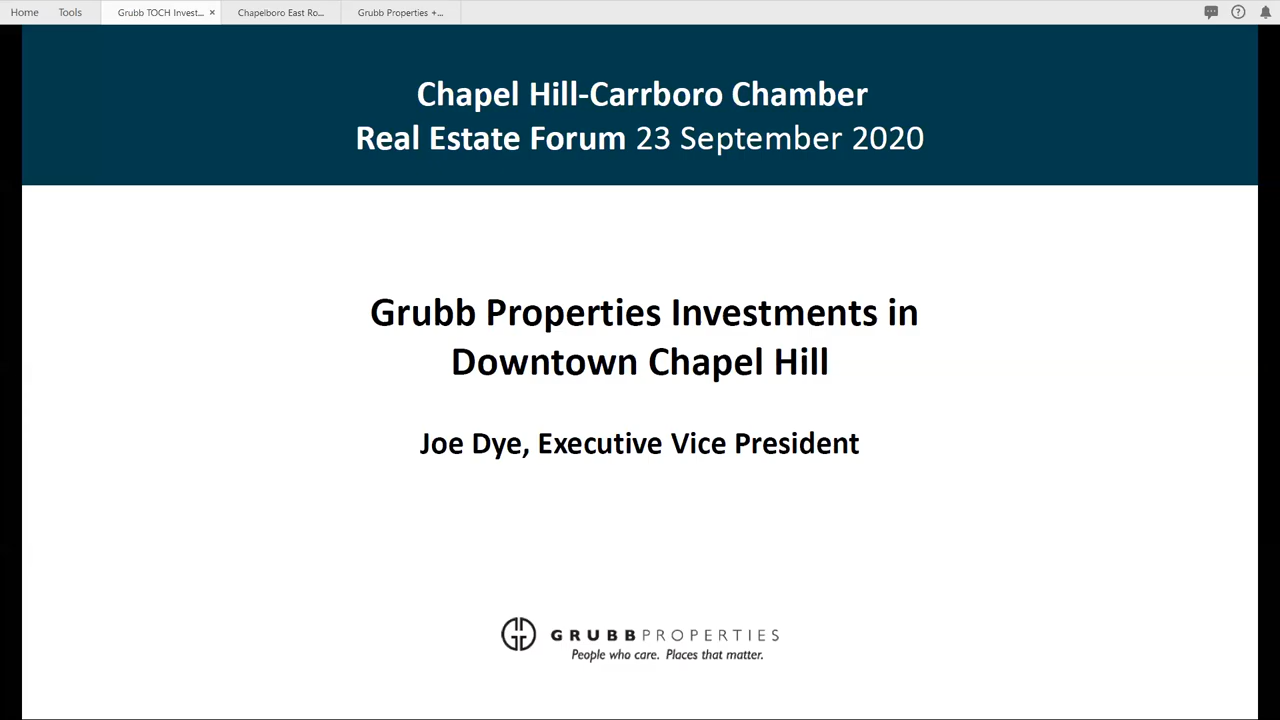 Home Tools Grubb TOCH Invest... × Chapelboro East Ro... Grubb Properties +...
Chapel Hill-Carrboro Chamber
Real Estate Forum 23 September 2020
Grubb Properties Investments in
Downtown Chapel Hill
Joe Dye, Executive Vice President
GRUBBPROPERTIES
People who care. Places that matter.